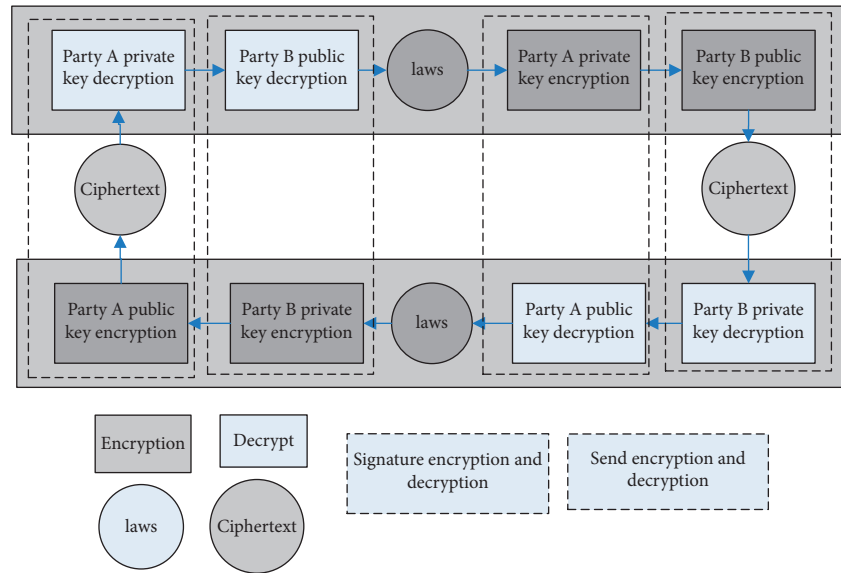 Party A private
key decryption
Party B public
key decryption
laws
Party A private
key encryption
Party B public
key encryption
Ciphertext
Ciphertext
Party A public
key encryption
Party B private
key encryption
laws
Party A public
key decryption
Party B private
key decryption
Encryption
Decrypt
Signature encryption and
decryption
Send encryption and
decryption
laws
Ciphertext